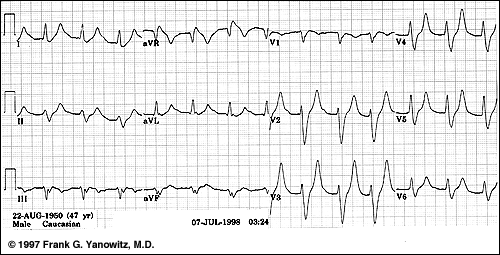 I aVR V1 V4
II aVL V2 V5
III aVF V3 V6
22-AUG-1950 (47 yr) 07-JUL-1998 03:24
Male Caucasian
© 1997 Frank G. Yanowitz, M.D.